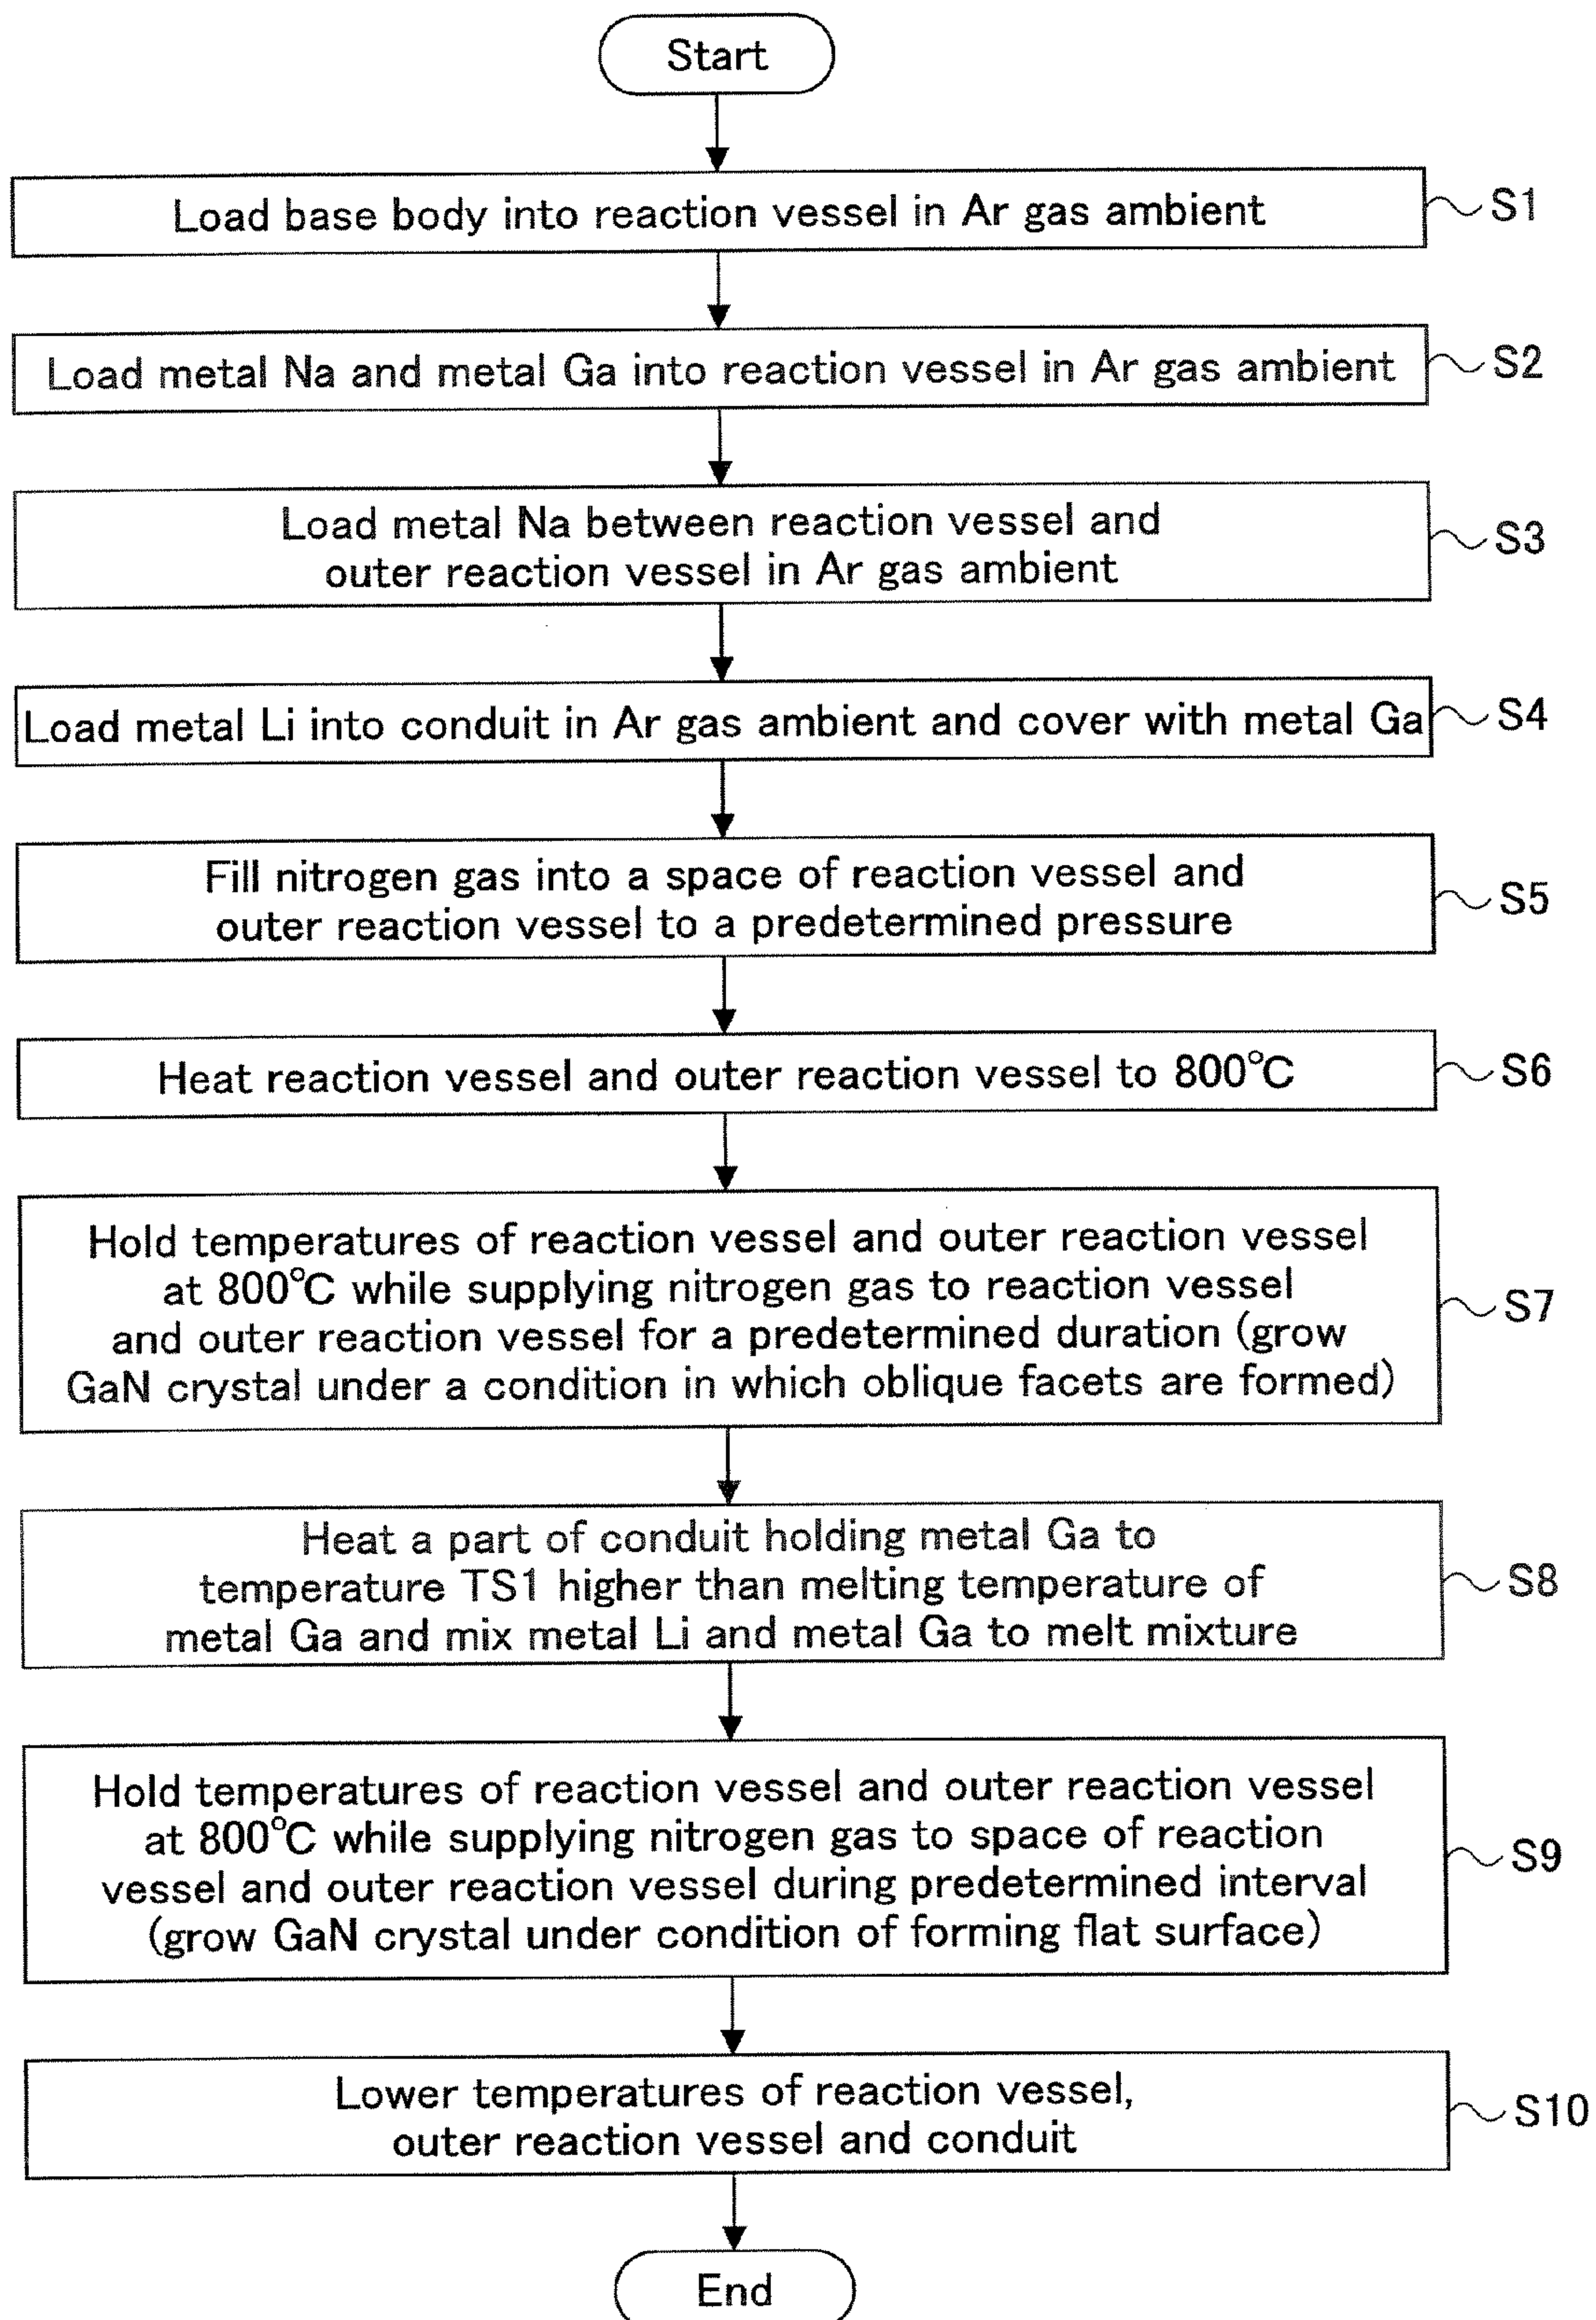 Start
Load base body into reaction vessel in Ar gas ambient
S1
Load metal Na and metal Ga into reaction vessel in Ar gas ambient
S2
Load metal Na between reaction vessel and
outer reaction vessel in Ar gas ambient
S3
Load metal Li into conduit in Ar gas ambient and cover with metal Ga
S4
Fill nitrogen gas into a space of reaction vessel and
outer reaction vessel to a predetermined pressure
S5
Heat reaction vessel and outer reaction vessel to 800℃
S6
Hold temperatures of reaction vessel and outer reaction vessel
at 800℃ while supplying nitrogen gas to reaction vessel
and outer reaction vessel for a predetermined duration (grow
GaN crystal under a condition in which oblique facets are formed)
S7
Heat a part of conduit holding metal Ga to
temperature TS1 higher than melting temperature of
metal Ga and mix metal Li and metal Ga to melt mixture
S8
Hold temperatures of reaction vessel and outer reaction vessel
at 800℃ while supplying nitrogen gas to space of reaction
vessel and outer reaction vessel during predetermined interval
(grow GaN crystal under condition of forming flat surface)
S9
Lower temperatures of reaction vessel,
outer reaction vessel and conduit
S10
End